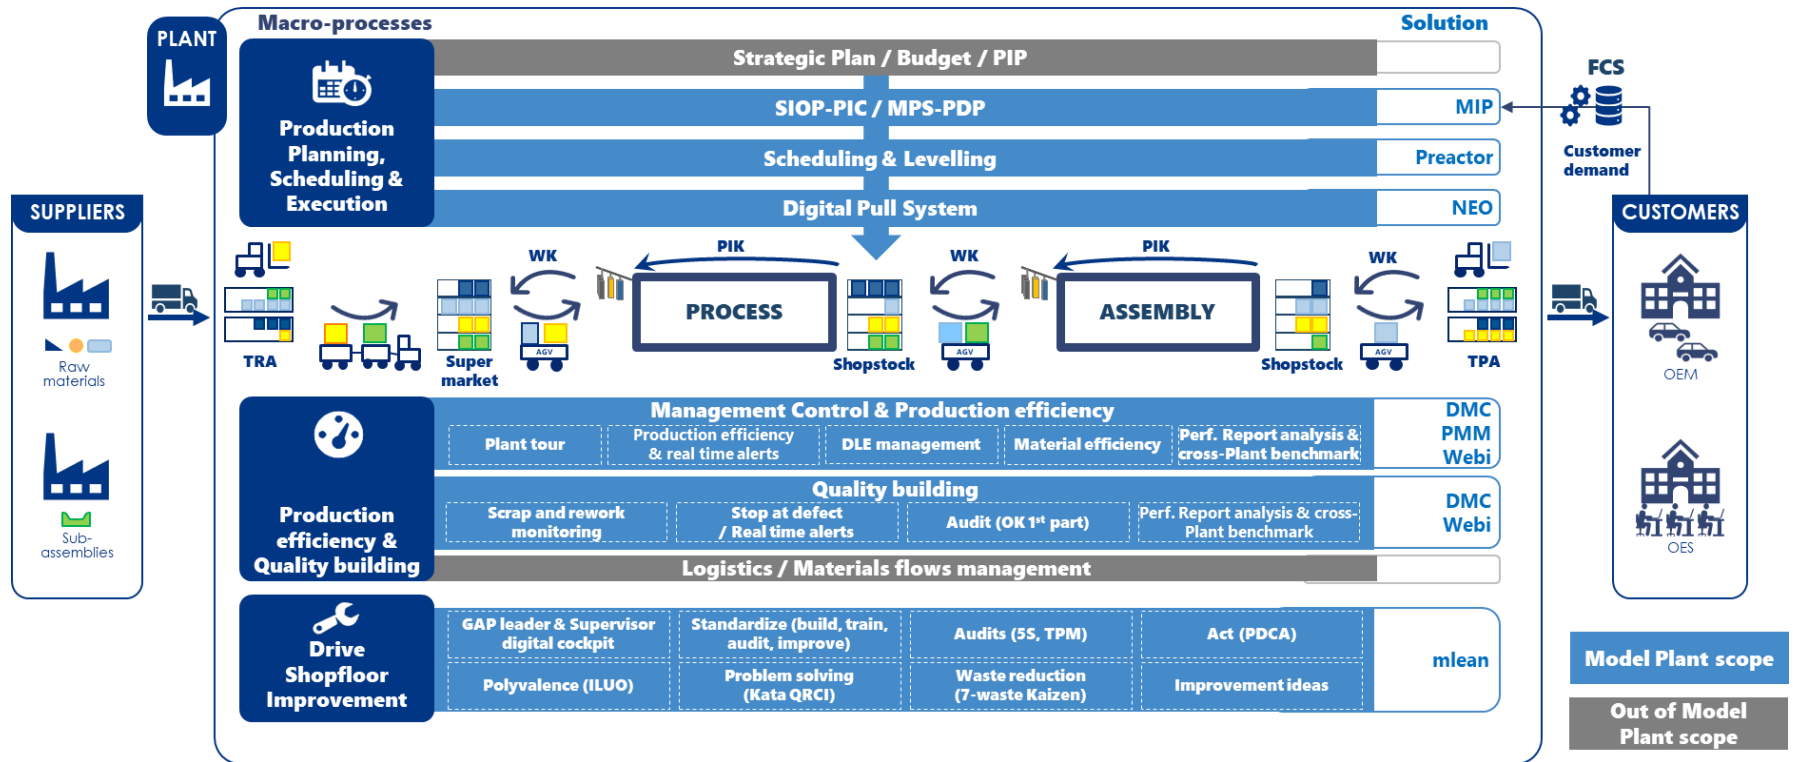 PLANT
Macro-processes
Solution
Strategic Plan / Budget / PIP
SIOP-PIC / MPS-PDP
MIP
Scheduling & Levelling
Preactor
Digital Pull System
NEO
Production
Planning,
Scheduling &
Execution
FCS
Customer
demand
SUPPLIERS
Raw
materials
Sub-
assemblies
CUSTOMERS
OEM
OES
TRA
Super
market
WK
AGV
PIK
PROCESS
Shopstock
WK
AGV
PIK
ASSEMBLY
Shopstock
WK
AGV
TPA
Production
efficiency &
Quality building
Management Control & Production efficiency
Plant tour
Production efficiency
& real time alerts
DLE management
Material efficiency
Perf. Report analysis &
cross-Plant benchmark
DMC
PMM
Webi
Quality building
Scrap and rework
monitoring
Stop at defect
/ Real time alerts
Audit (OK 1st part)
Perf. Report analysis & cross-
Plant benchmark
DMC
Webi
Logistics / Materials flows management
Drive
Shopfloor
Improvement
GAP leader & Supervisor
digital cockpit
Standardize (build, train,
audit, improve)
Audits (5S, TPM)
Act (PDCA)
Polyvalence (ILUO)
Problem solving
(Kata QRCI)
Waste reduction
(7-waste Kaizen)
Improvement ideas
mlean
Model Plant scope
Out of Model
Plant scope